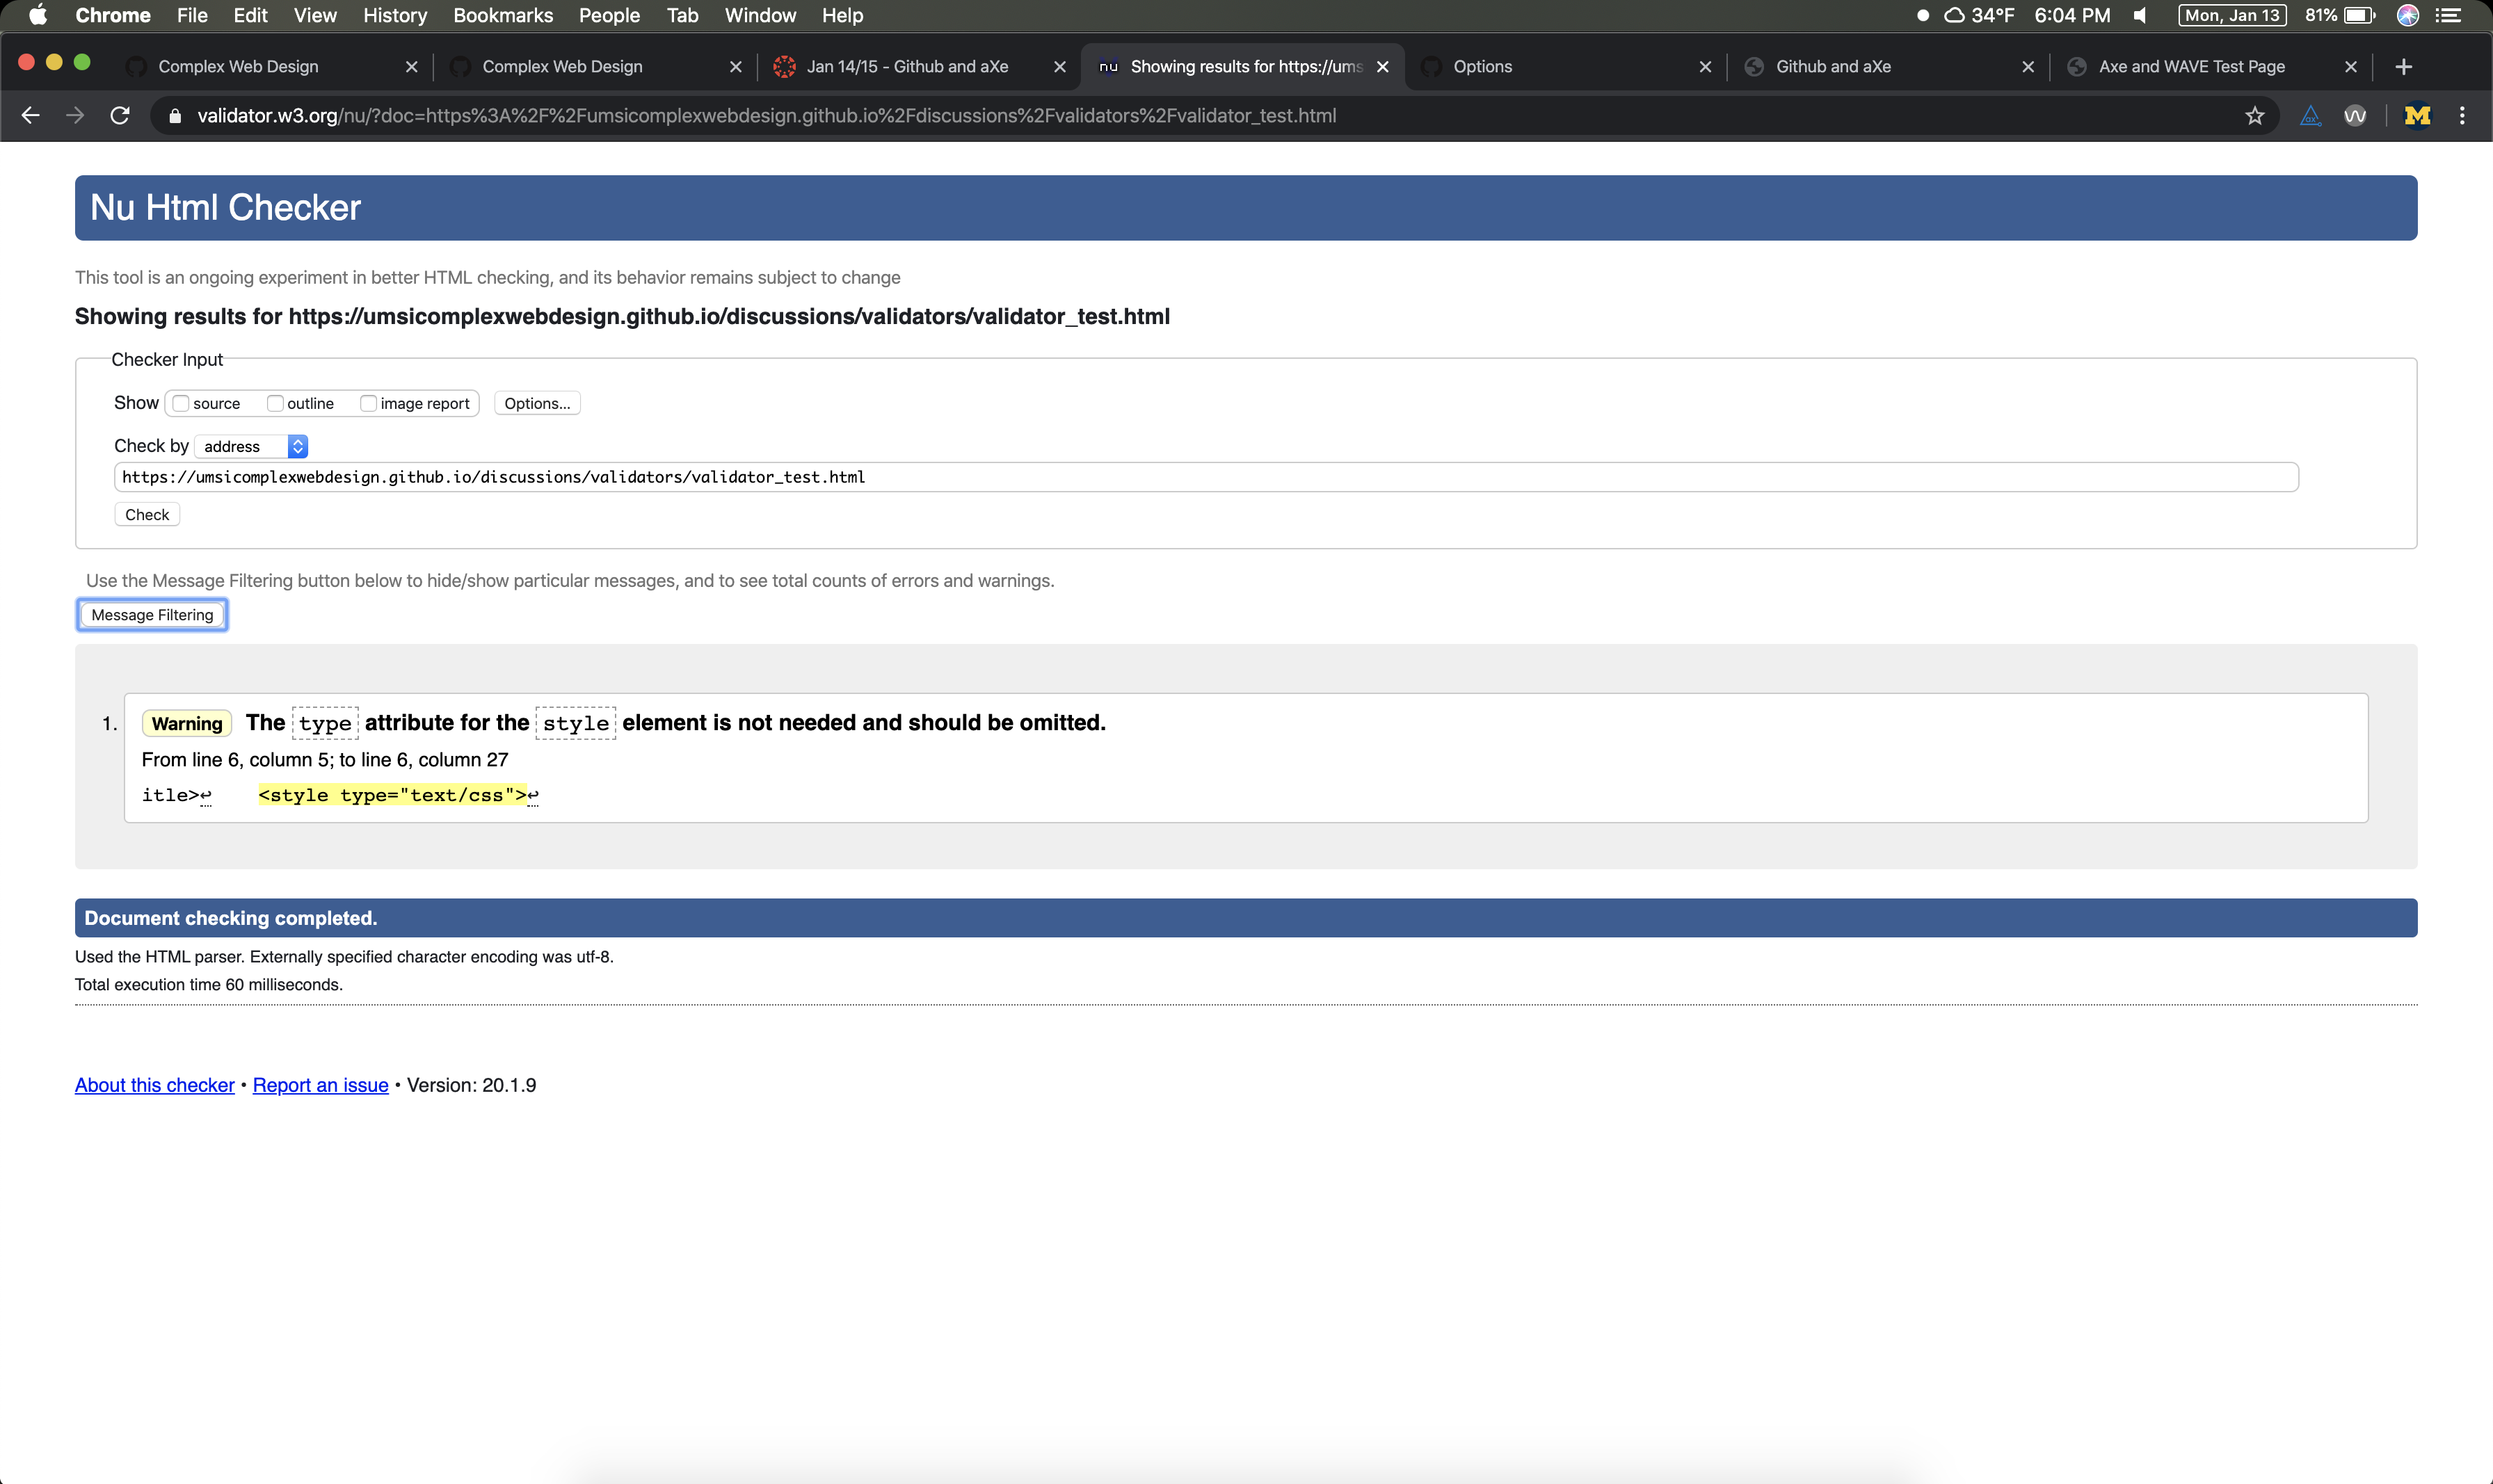 Chrome File Edit View History Bookmarks People Tab Window Help 34°F 6:04 PM Mon, Jan 13 81%
Complex Web Design Complex Web Design Jan 14/15 - Github and aXe nu Showing results for https://ums Options Github and aXe Axe and WAVE Test Page
validator.w3.org/nu/?doc=https%3A%2F%2Fumsicomplexwebdesign.github.io%2Fdiscussions%2Fvalidators%2Fvalidator_test.html
Nu Html Checker
This tool is an ongoing experiment in better HTML checking, and its behavior remains subject to change
Showing results for https://umsicomplexwebdesign.github.io/discussions/validators/validator_test.html
Checker Input
Show source outline image report Options...
Check by address
https://umsicomplexwebdesign.github.io/discussions/validators/validator_test.html
Check
Use the Message Filtering button below to hide/show particular messages, and to see total counts of errors and warnings.
Message Filtering
1. Warning The type attribute for the style element is not needed and should be omitted.
From line 6, column 5; to line 6, column 27
itle>↩ <style type="text/css">↩
Document checking completed.
Used the HTML parser. Externally specified character encoding was utf-8.
Total execution time 60 milliseconds.
About this checker • Report an issue • Version: 20.1.9